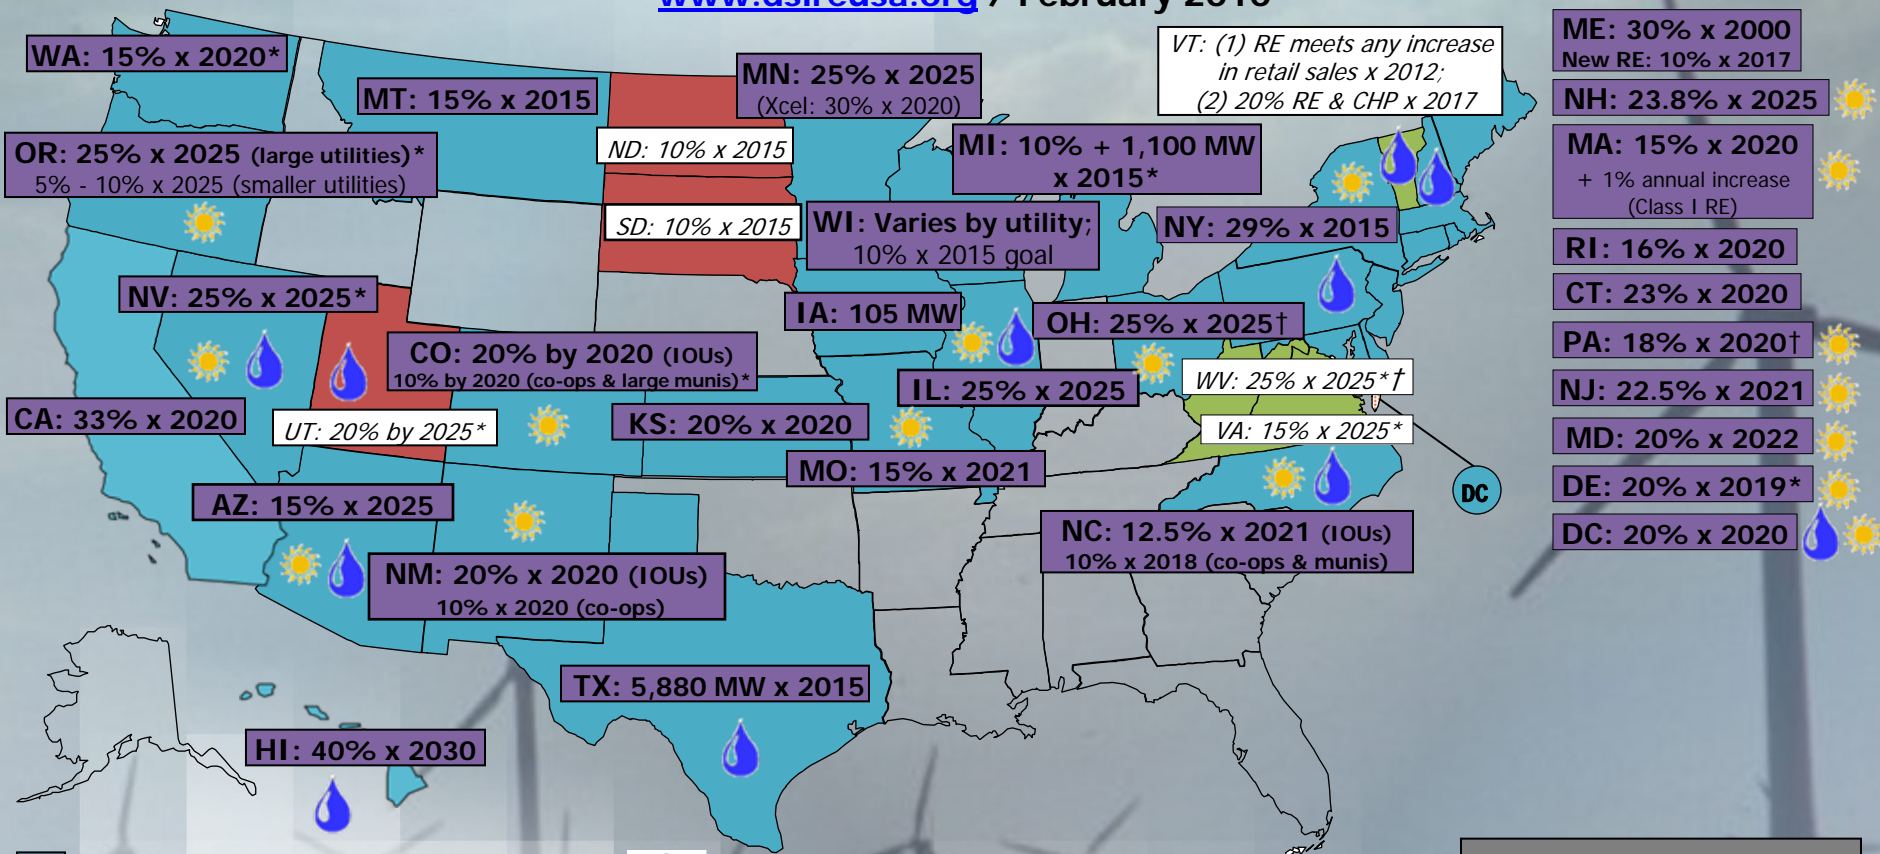 www.dsireusa.org / February 2010
WA: 15% x 2020*
MT: 15% x 2015
MN: 25% x 2025
(Xcel: 30% x 2020)
VT: (1) RE meets any increase
in retail sales x 2012;
(2) 20% RE & CHP x 2017
ME: 30% x 2000
New RE: 10% x 2017
NH: 23.8% x 2025
OR: 25% x 2025 (large utilities)*
5% - 10% x 2025 (smaller utilities)
ND: 10% x 2015
MI: 10% + 1,100 MW
x 2015*
MA: 15% x 2020
+ 1% annual increase
(Class I RE)
SD: 10% x 2015
WI: Varies by utility;
10% x 2015 goal
NY: 29% x 2015
RI: 16% x 2020
NV: 25% x 2025*
IA: 105 MW
OH: 25% x 2025†
CT: 23% x 2020
CO: 20% by 2020 (IOUs)
10% by 2020 (co-ops & large munis)*
PA: 18% x 2020†
IL: 25% x 2025
WV: 25% x 2025*†
NJ: 22.5% x 2021
CA: 33% x 2020
UT: 20% by 2025*
KS: 20% x 2020
VA: 15% x 2025*
MD: 20% x 2022
MO: 15% x 2021
AZ: 15% x 2025
DC
DE: 20% x 2019*
NC: 12.5% x 2021 (IOUs)
10% x 2018 (co-ops & munis)
DC: 20% x 2020
NM: 20% x 2020 (IOUs)
10% x 2020 (co-ops)
TX: 5,880 MW x 2015
HI: 40% x 2030